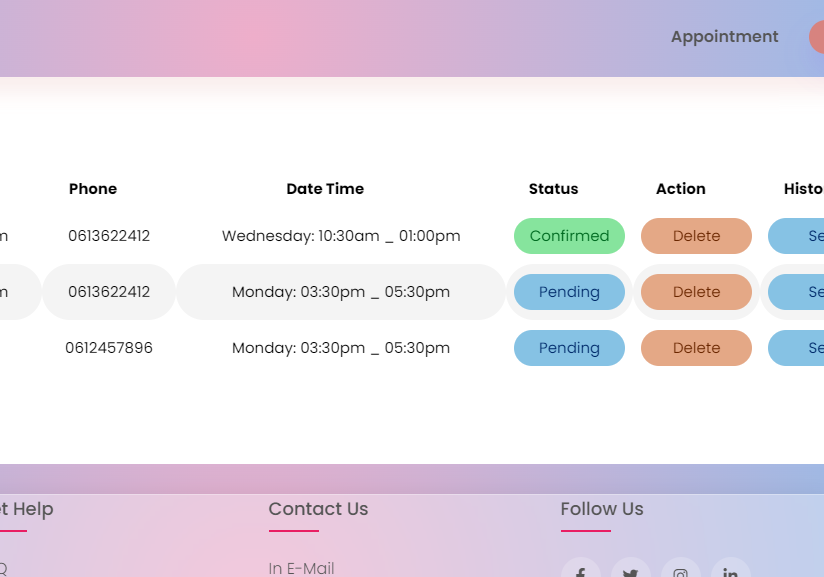 Appointment
Phone Date Time Status Action Histo
m 0613622412 Wednesday: 10:30am _ 01:00pm Confirmed Delete Se
m 0613622412 Monday: 03:30pm _ 05:30pm Pending Delete Se
0612457896 Monday: 03:30pm _ 05:30pm Pending Delete Se
et Help Contact Us Follow Us
Q In E-Mail